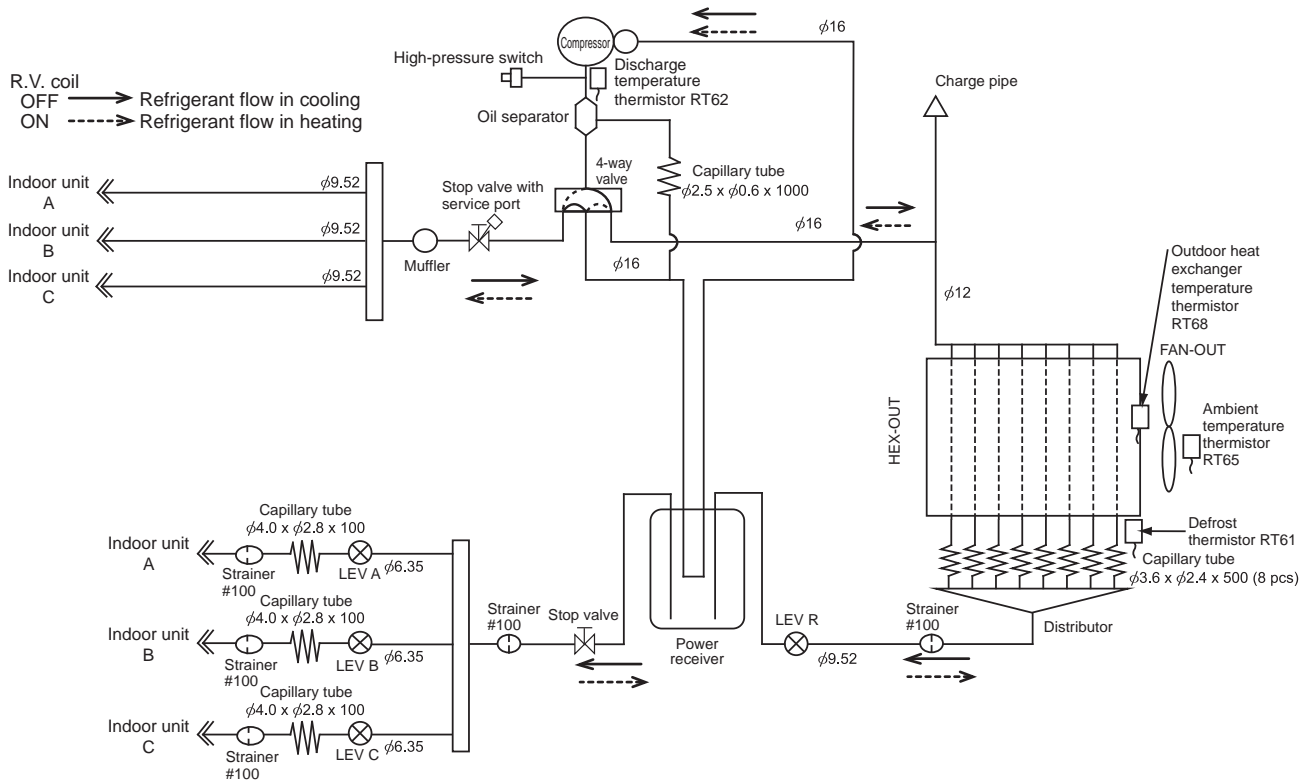 Compressor
High-pressure switch
Discharge
temperature
thermistor RT62
Oil separator
R.V. coil
OFF
Refrigerant flow in cooling
ON
Refrigerant flow in heating
ϕ16
Charge pipe
4-way
valve
Capillary tube
ϕ2.5 x ϕ0.6 x 1000
Stop valve with
service port
Indoor unit
A
ϕ9.52
Indoor unit
B
ϕ9.52
Indoor unit
C
ϕ9.52
Muffler
ϕ16
ϕ16
ϕ12
Outdoor heat
exchanger
temperature
thermistor
RT68
FAN-OUT
HEX-OUT
Ambient
temperature
thermistor
RT65
Defrost
thermistor RT61
Capillary tube
ϕ3.6 x ϕ2.4 x 500 (8 pcs)
Distributor
Strainer
#100
LEV R
ϕ9.52
Power
receiver
Stop valve
Strainer
#100
Capillary tube
ϕ4.0 x ϕ2.8 x 100
Indoor unit
A
Strainer
#100
LEV A
ϕ6.35
Capillary tube
ϕ4.0 x ϕ2.8 x 100
Indoor unit
B
Strainer
#100
LEV B
ϕ6.35
Capillary tube
ϕ4.0 x ϕ2.8 x 100
Indoor unit
C
Strainer
#100
LEV C
ϕ6.35